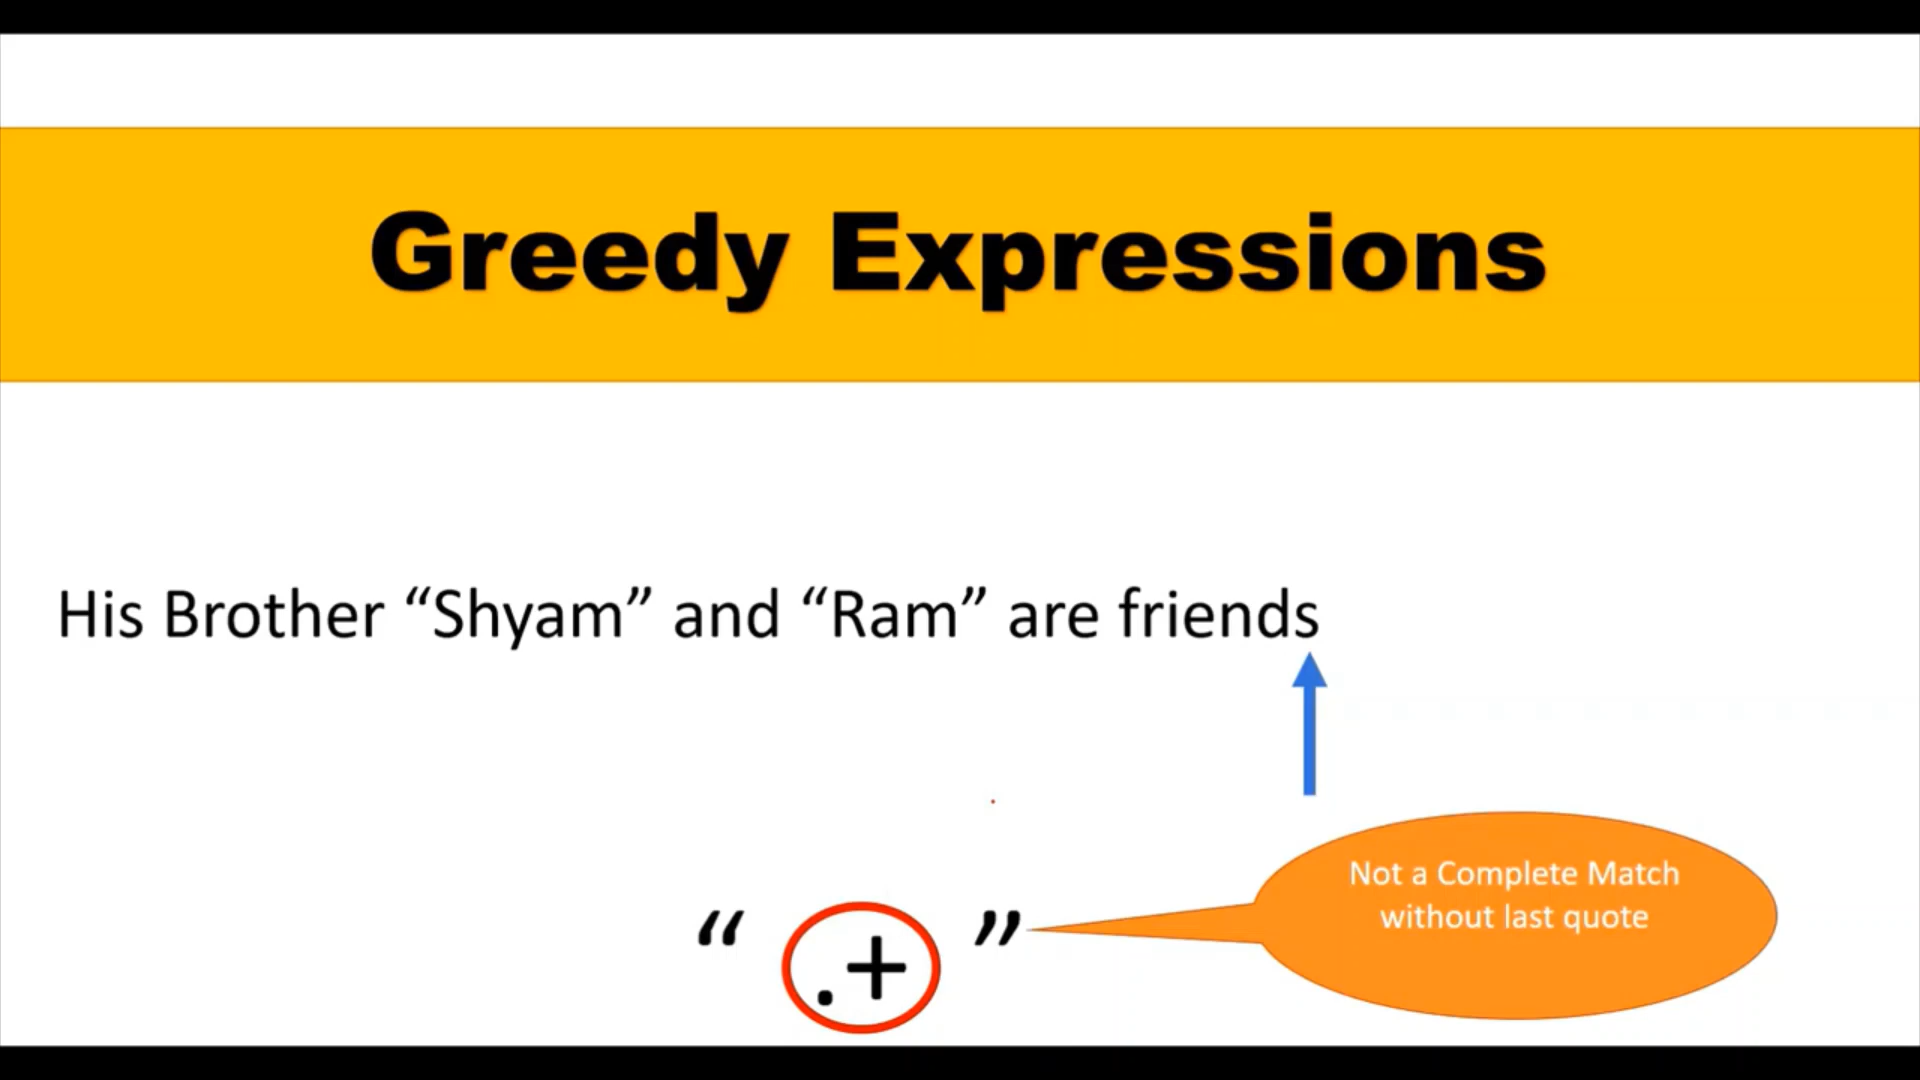 Greedy Expressions
His Brother “Shyam” and “Ram” are friends
“ .+ ”
Not a Complete Match
without last quote